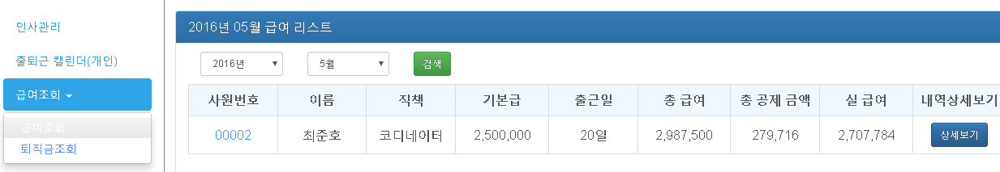 인사관리
출퇴근 캘린더(개인)
급여조회
급여조회
퇴직금조회
2016년 05월 급여 리스트
2016년 5월 검색
사원번호 이름 직책 기본급 출근일 총 급여 총 공제 금액 실 급여 내역상세보기
00002 최준호 코디네이터 2,500,000 20일 2,987,500 279,716 2,707,784 상세보기